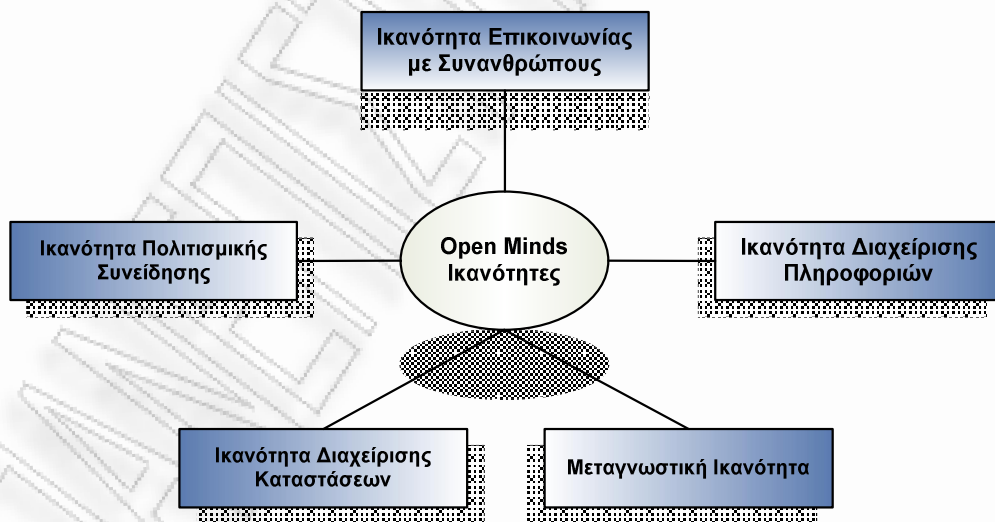 Ικανότητα Επικοινωνίας
με Συνανθρώπους
Ικανότητα Πολιτισμικής
Συνείδησης
Open Minds
Ικανότητες
Ικανότητα Διαχείρισης
Πληροφοριών
Ικανότητα Διαχείρισης
Καταστάσεων
Μεταγνωστική Ικανότητα